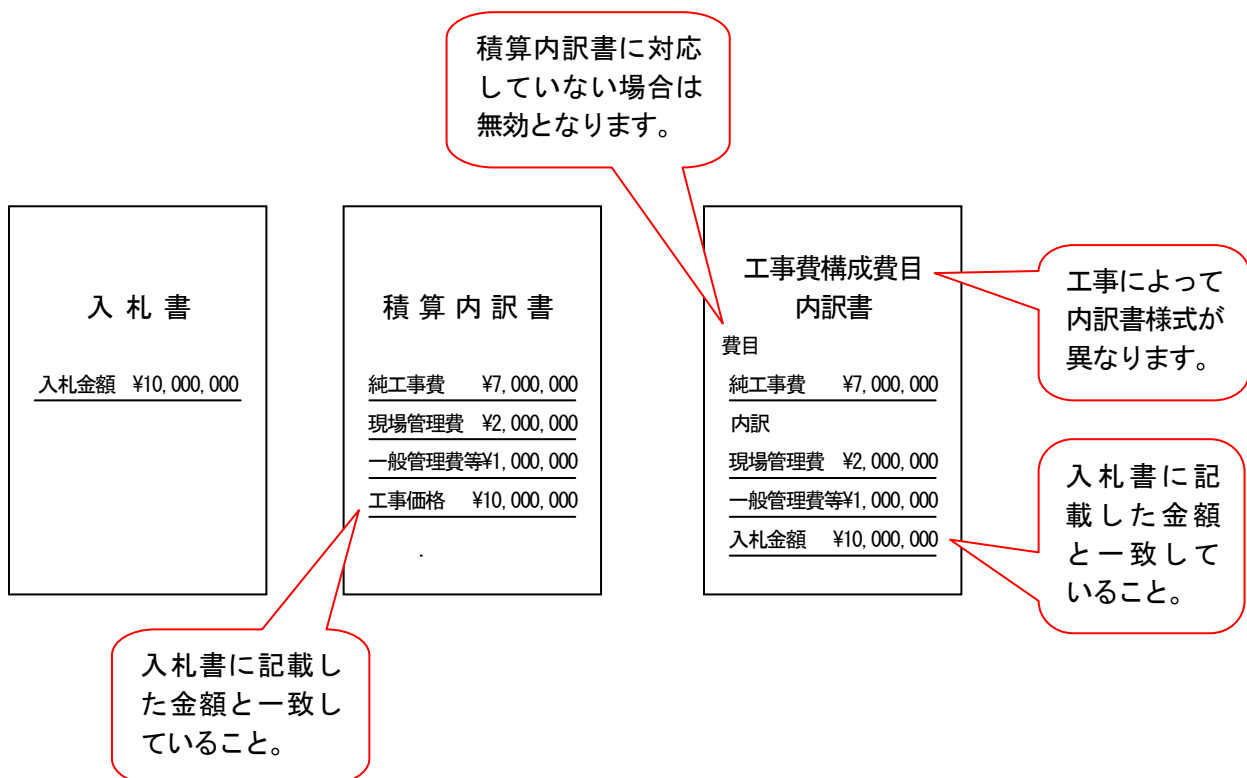 積算内訳書に対応
していない場合は
無効となります。
入 札 書
入札金額 ¥10,000,000
積 算 内 訳 書
純工事費 ¥7,000,000
現場管理費 ¥2,000,000
一般管理費等¥1,000,000
工事価格 ¥10,000,000
.
工事費構成費目
内訳書
費目
純工事費 ¥7,000,000
内訳
現場管理費 ¥2,000,000
一般管理費等¥1,000,000
入札金額 ¥10,000,000
工事によって
内訳書様式が
異なります。
入札書に記
載した金額
と一致して
いること。
入札書に記載し
た金額と一致し
ていること。